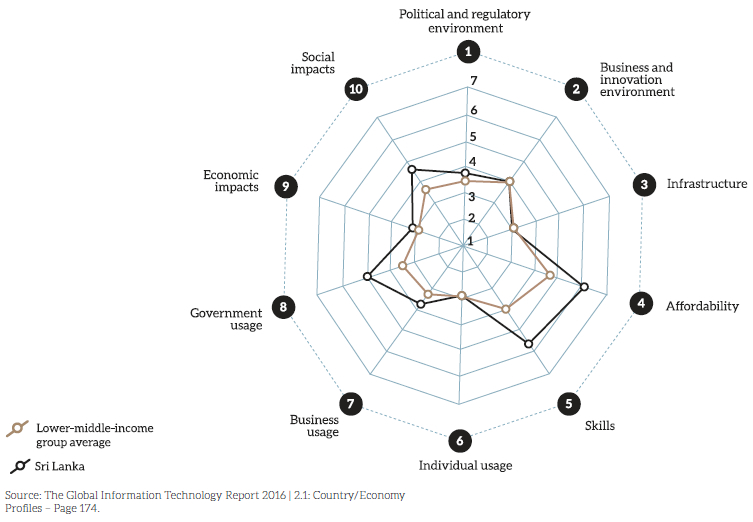 Political and regulatory
environment
1
Social
impacts
10
Business and
innovation
environment
2
7
6
5
4
3
2
1
Economic
impacts
9
3
Infrastructure
Government
usage
8
4
Affordability
Business
usage
7
5
Skills
6
Individual usage
Lower-middle-income
group average
Sri Lanka
Source: The Global Information Technology Report 2016 | 2.1: Country/Economy
Profiles – Page 174.